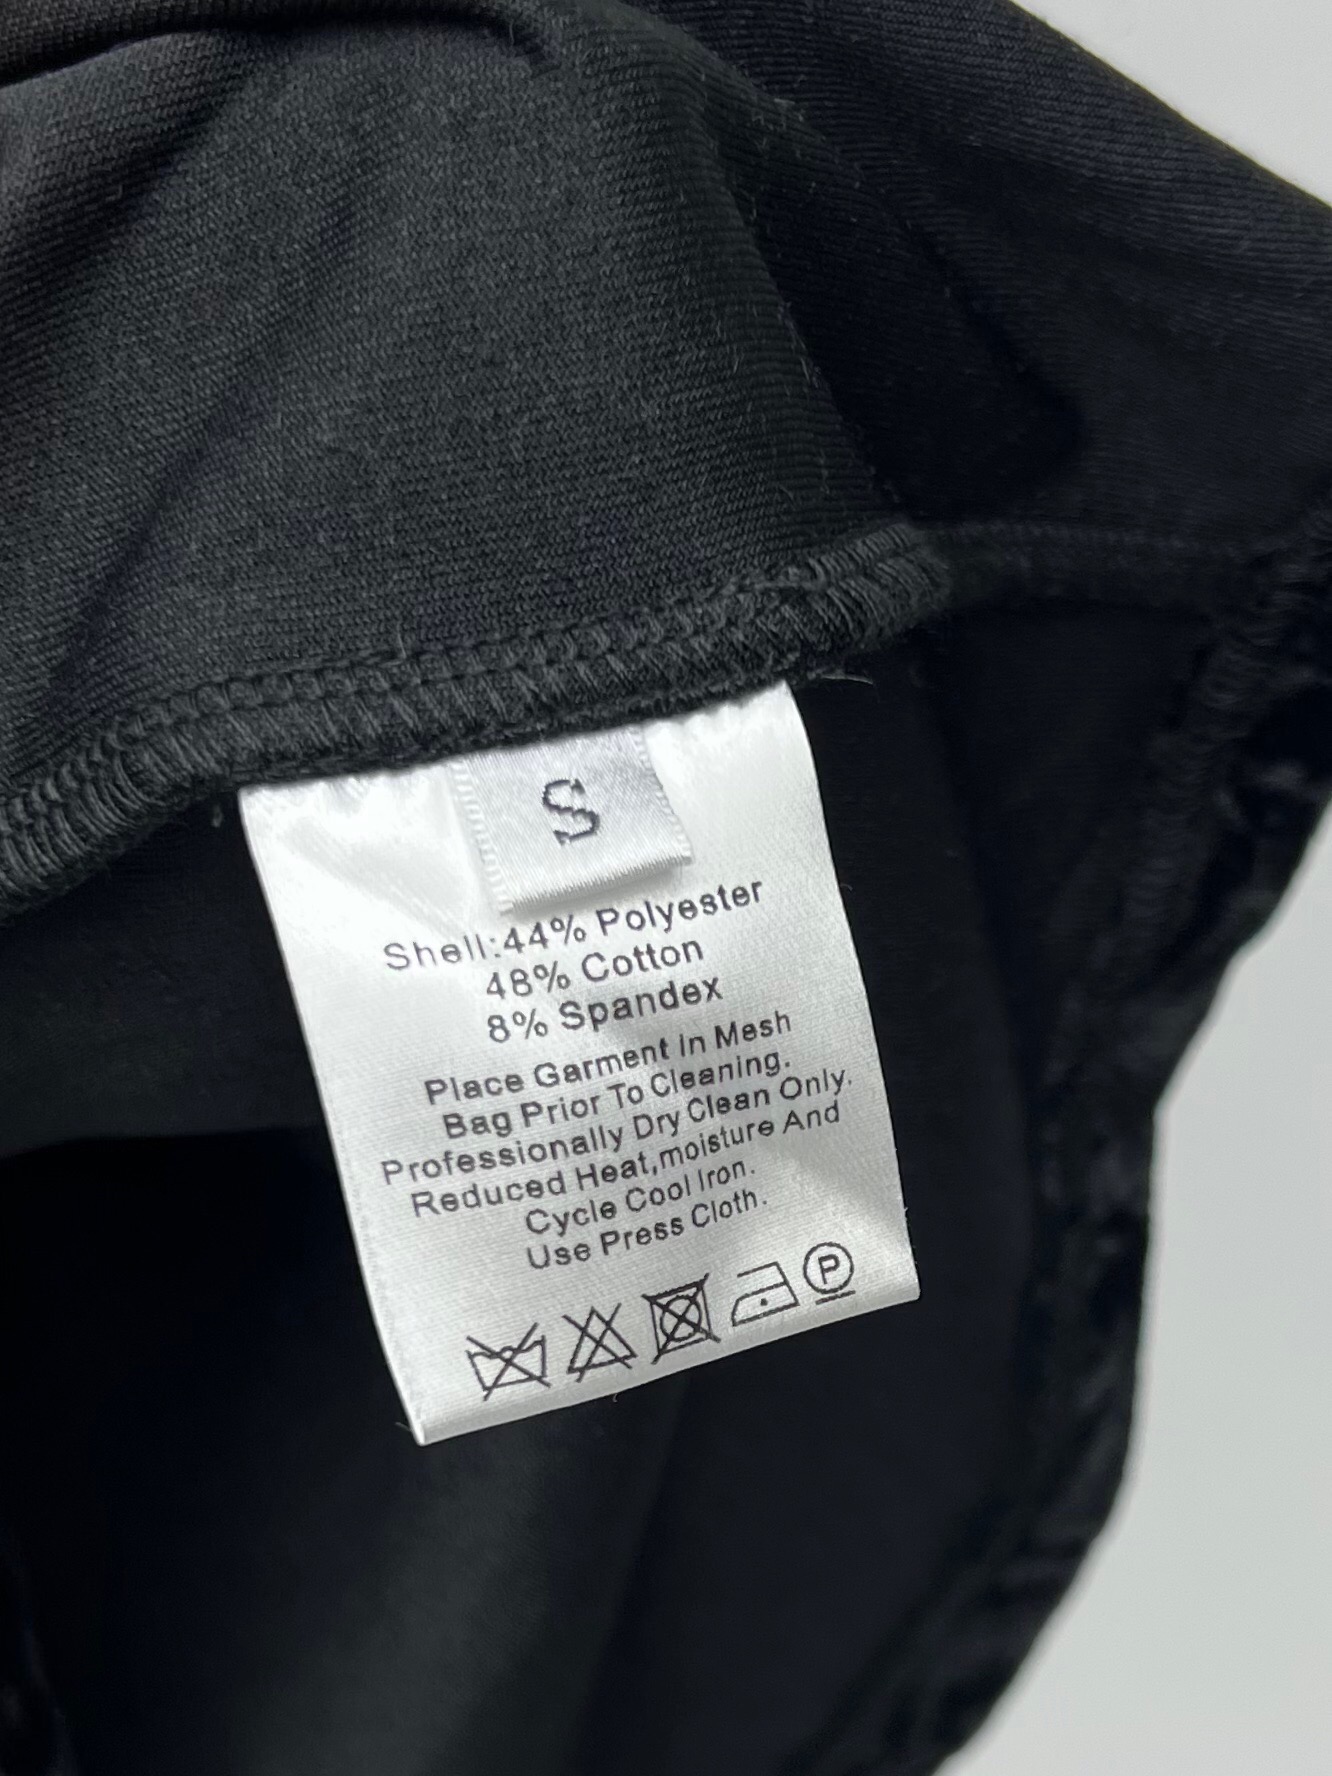 S
Shell:44% Polyester
48% Cotton
8% Spandex
Place Garment In Mesh
Bag Prior To Cleaning.
Professionally Dry Clean Only.
Reduced Heat,moisture And
Cycle Cool Iron.
Use Press Cloth.
P